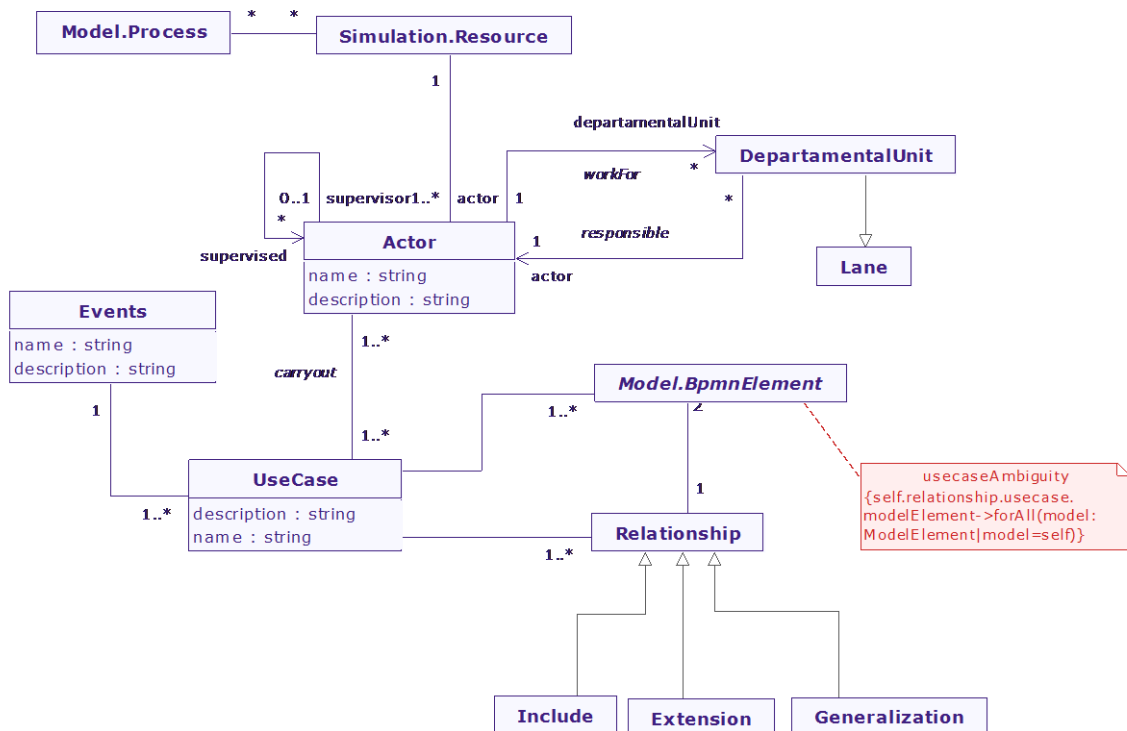 Model.Process
* *
Simulation.Resource
1
departamentalUnit
DepartamentalUnit
workFor
*
*
0..1
supervisor1..*
actor
1
*
Actor
supervised
1
responsible
actor
Lane
name : string
description : string
Events
name : string
description : string
1..*
carryout
1
1..*
Model.BpmnElement
1..*
2
UseCase
description : string
name : string
1..*
1
Relationship
1..*
usecaseAmbiguity
{self.relationship.usecase.
modelElement->forAll(model:
ModelElement|model=self)}
Include
Extension
Generalization